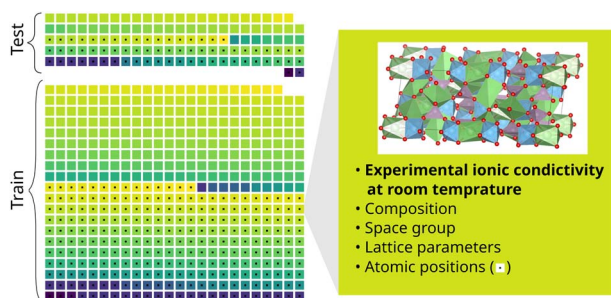 Test
Train
• Experimental ionic condictivity
at room temprature
• Composition
• Space group
• Lattice parameters
• Atomic positions (▪)